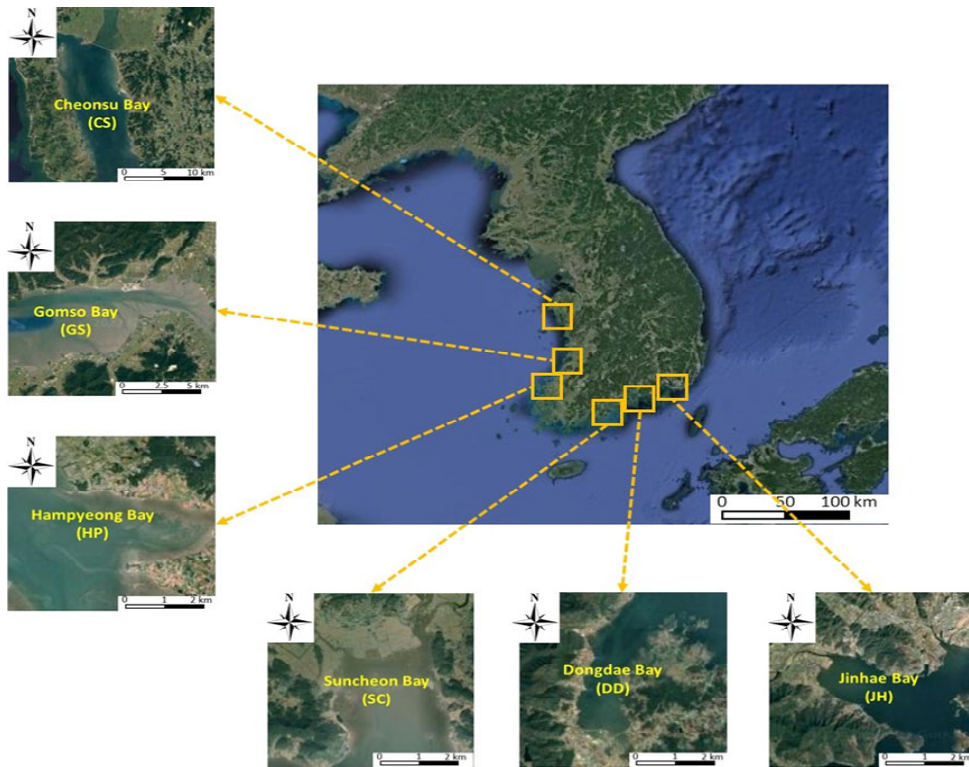 N
Cheonsu Bay
(CS)
0 5 10 km
N
Gomso Bay
(GS)
0 2.5 5 km
N
Hampyeong Bay
(HP)
0 1 2 km
0 50 100 km
N
Suncheon Bay
(SC)
0 1 2 km
N
Dongdae Bay
(DD)
0 1 2 km
N
Jinhae Bay
(JH)
0 1 2 km